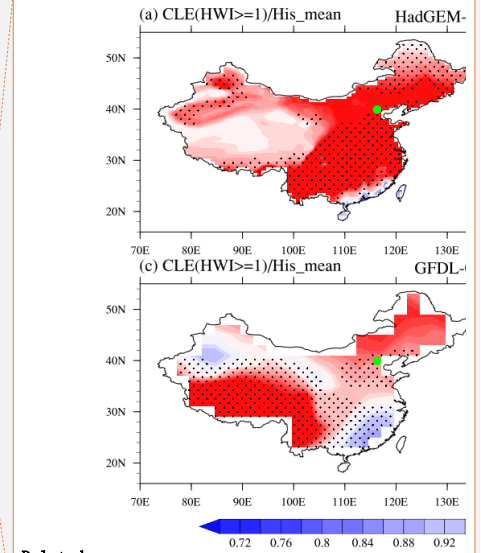 (a) CLE(HWI>=1)/His_mean HadGEM-
50N
40N
30N
20N
70E 80E 90E 100E 110E 120E 130E
(c) CLE(HWI>=1)/His_mean GFDL-
50N
40N
30N
20N
70E 80E 90E 100E 110E 120E 130E
0.72 0.76 0.8 0.84 0.88 0.92